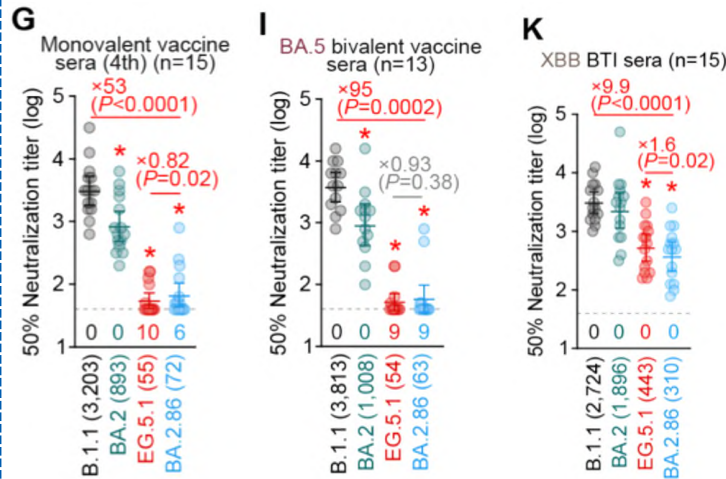 G
Monovalent vaccine
sera (4th) (n=15)
×53
(P<0.0001)
*
×0.82
(P=0.02)
*
*
50% Neutralization titer (log)
5
4
3
2
1
0 0 10 6
B.1.1 (3,203)
BA.2 (893)
EG.5.1 (55)
BA.2.86 (72)
I
BA.5 bivalent vaccine
sera (n=13)
×95
(P=0.0002)
*
×0.93
(P=0.38)
*
*
50% Neutralization titer (log)
5
4
3
2
1
0 0 9 9
B.1.1 (3,813)
BA.2 (1,008)
EG.5.1 (54)
BA.2.86 (63)
K
XBB BTI sera (n=15)
×9.9
(P<0.0001)
×1.6
(P=0.02)
* *
50% Neutralization titer (log)
5
4
3
2
1
0 0 0 0
B.1.1 (2,724)
BA.2 (1,896)
EG.5.1 (443)
BA.2.86 (310)